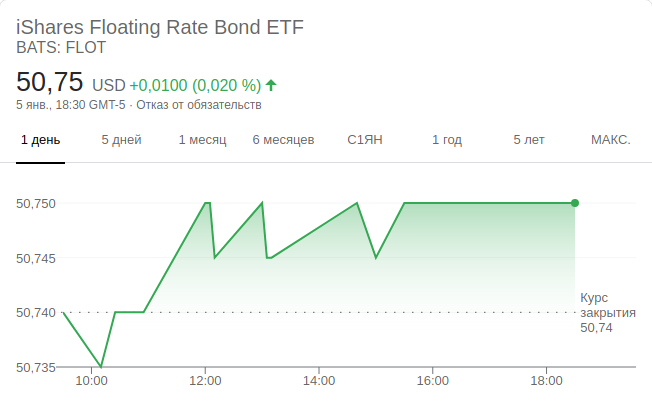 iShares Floating Rate Bond ETF
BATS: FLOT
50,75 USD +0,0100 (0,020 %)
5 янв., 18:30 GMT-5 · Отказ от обязательств
1 день 5 дней 1 месяц 6 месяцев С1ЯН 1 год 5 лет МАКС.
50,750
50,745
50,740
50,735
Курс
закрытия
50,74
10:00 12:00 14:00 16:00 18:00